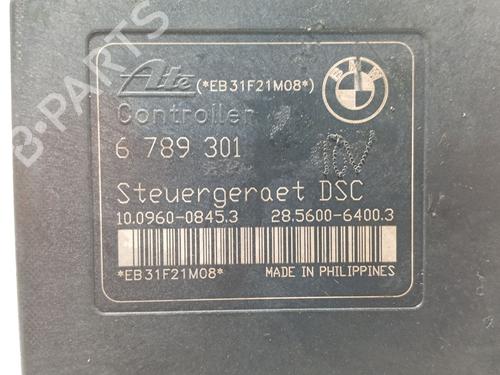 Ate (*EB31F21M08*)
BMW
Controller
6 789 301
Steuergeraet DSC
10.0960-0845.3 28.5600-6400.3
*EB31F21M08* MADE IN PHILIPPINES
B-PARTS